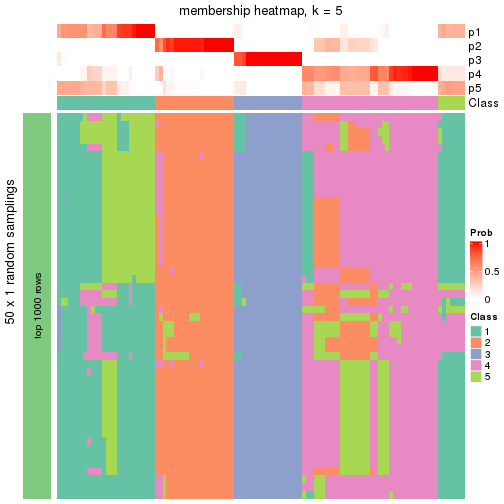 membership heatmap, k = 5
p1
p2
p3
p4
p5
Class
50 x 1 random samplings
top 1000 rows
Prob
1
0.5
0
Class
1
2
3
4
5